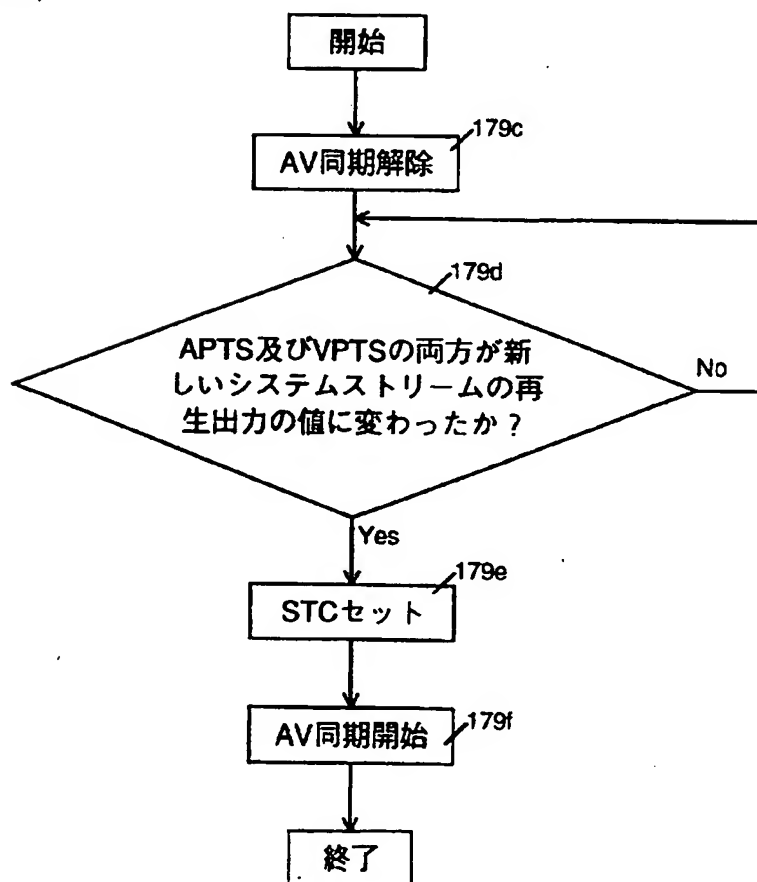 開始
179c
AV同期解除
179d
APTS及びVPTSの両方が新
しいシステムストリームの再
生出力の値に変わったか?
No
Yes
179e
STCセット
179f
AV同期開始
終了